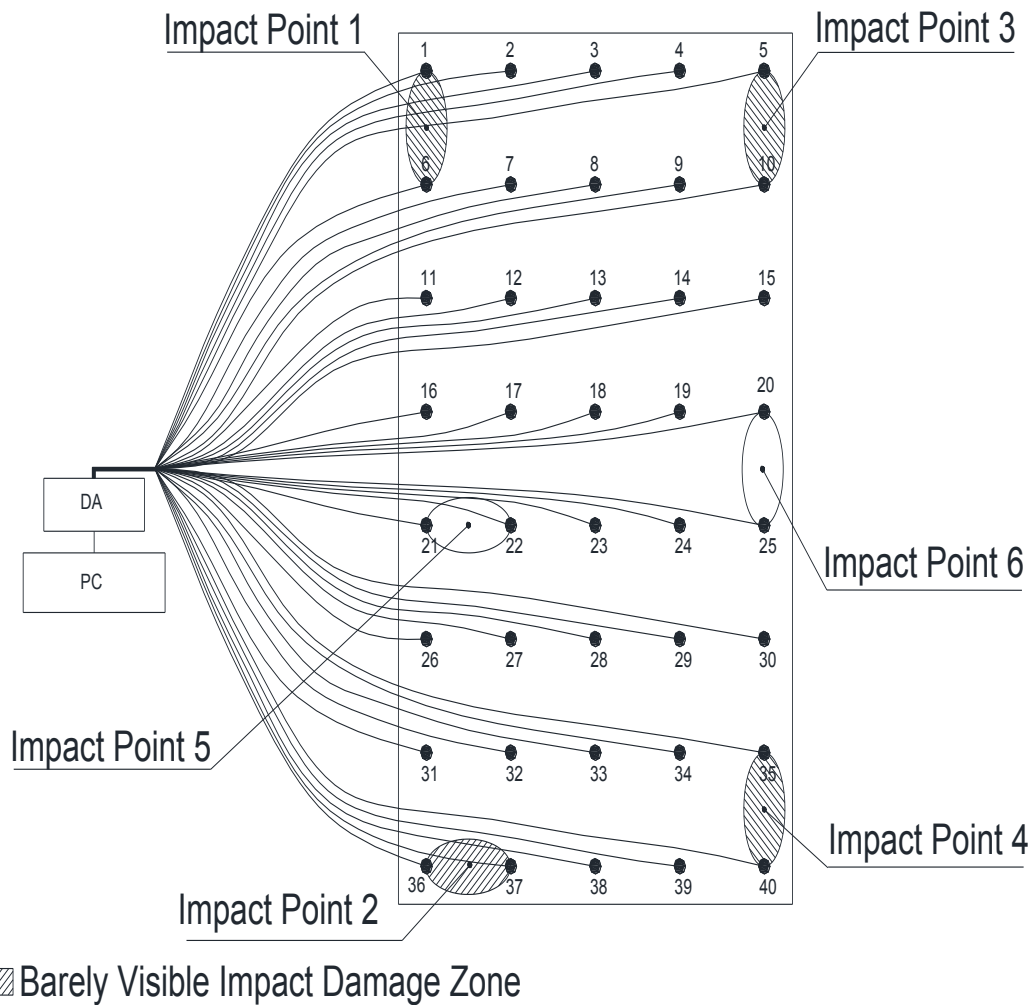 Impact Point 1
Impact Point 3
1 2 3 4 5
6 7 8 9 10
11 12 13 14 15
16 17 18 19 20
DA
21 22 23 24 25
Impact Point 6
PC
26 27 28 29 30
Impact Point 5
31 32 33 34 35
Impact Point 4
36 37 38 39 40
Impact Point 2
Barely Visible Impact Damage Zone